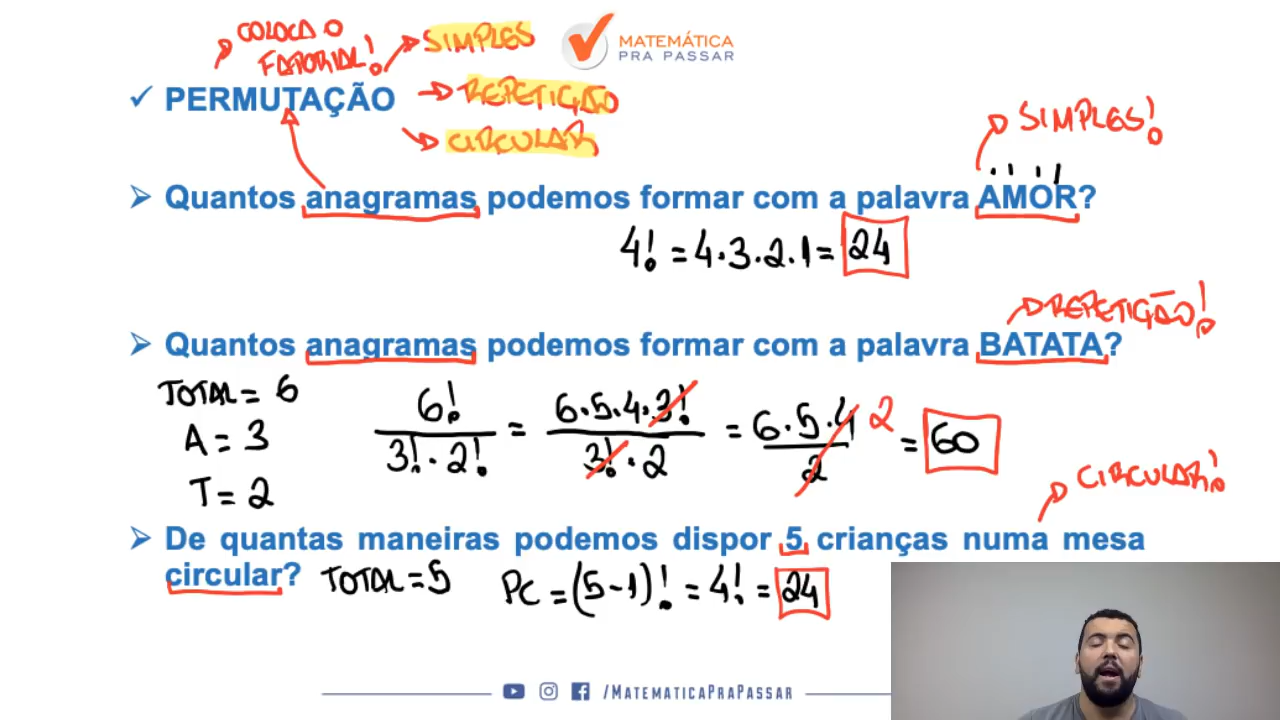 COLOCA O
FATORIAL!
SIMPLES
MATEMÁTICA
PRA PASSAR
✓ PERMUTAÇÃO
REPETIÇÃO
CIRCULAR
SIMPLES!
➢ Quantos anagramas podemos formar com a palavra AMOR?
4! = 4.3.2.1 = 24
REPETIÇÃO!
➢ Quantos anagramas podemos formar com a palavra BATATA?
TOTAL = 6
A = 3
T = 2
6!/3!.2! = 6.5.4.3!/3!.2 = 6.5.4/2 2 = 60
CIRCULAR!
➢ De quantas maneiras podemos dispor 5 crianças numa mesa
circular?
TOTAL = 5
PC = (5-1)! = 4! = 24
/MATEMATICAPRAPASSAR